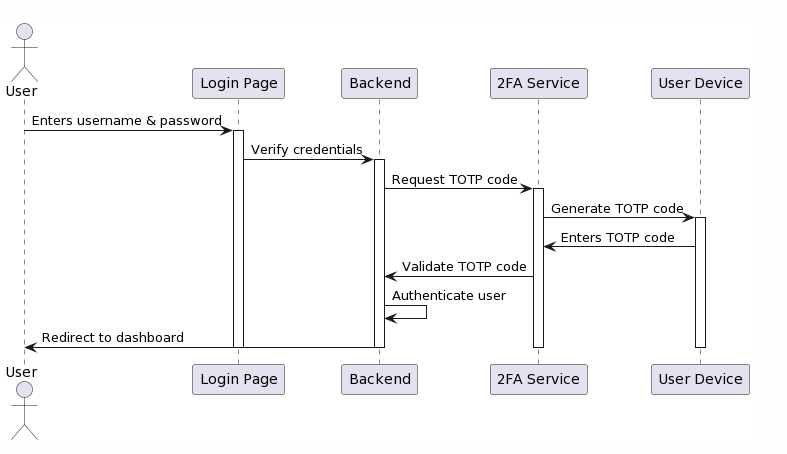 User
Login Page
Backend
2FA Service
User Device
Enters username & password
Verify credentials
Request TOTP code
Generate TOTP code
Enters TOTP code
Validate TOTP code
Authenticate user
Redirect to dashboard
User
Login Page
Backend
2FA Service
User Device